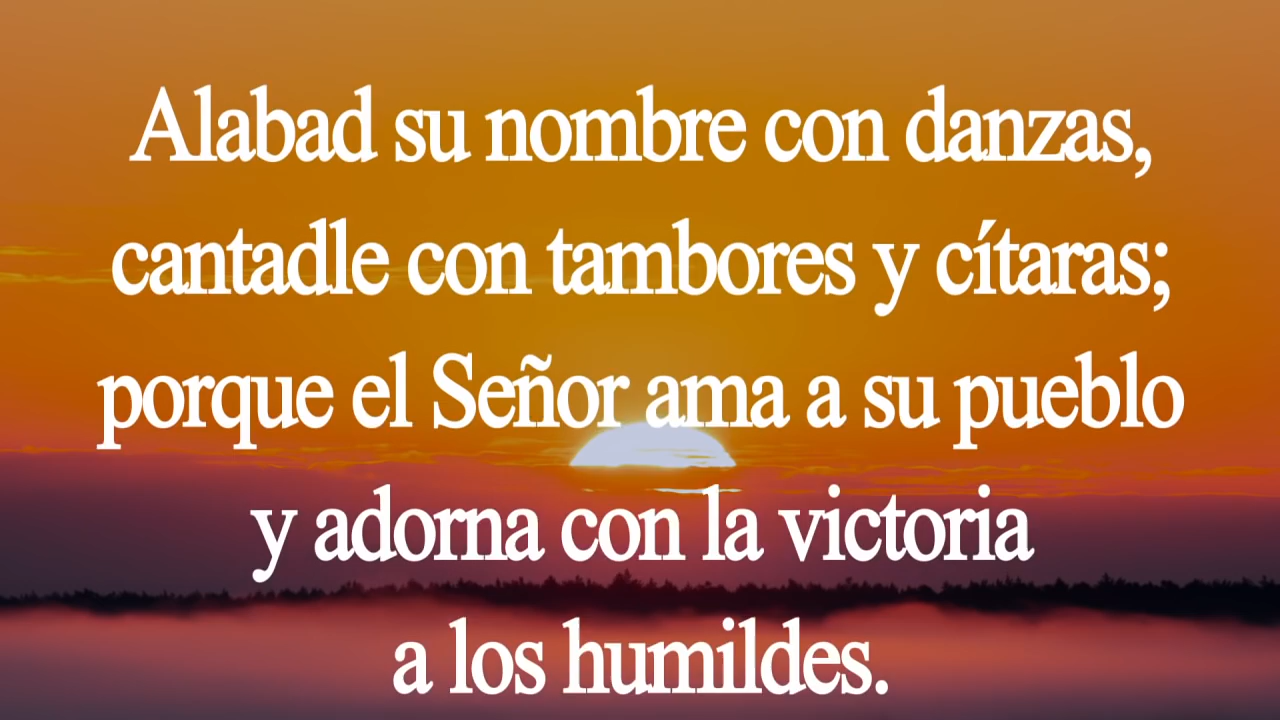 Alabad su nombre con danzas,
cantadle con tambores y cítaras;
porque el Señor ama a su pueblo
y adorna con la victoria
a los humildes.